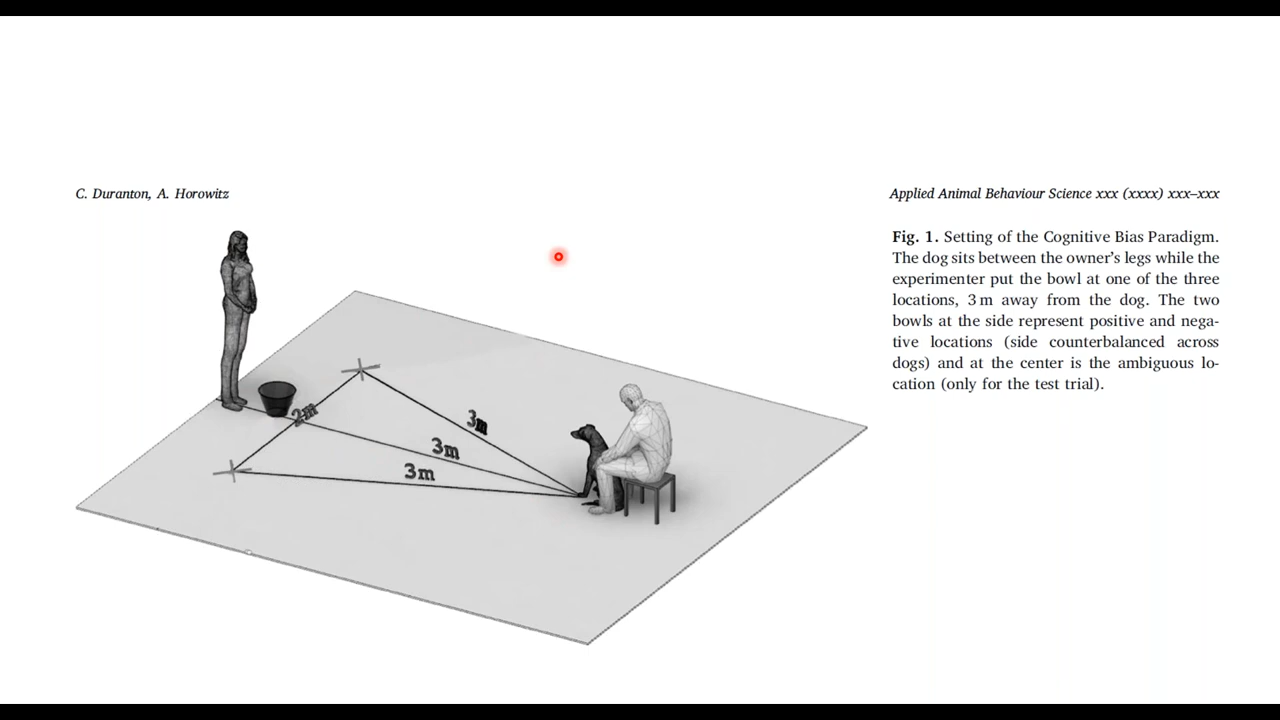 C. Duranton, A. Horowitz
Applied Animal Behaviour Science xxx (xxxx) xxx–xxx
Fig. 1. Setting of the Cognitive Bias Paradigm.
The dog sits between the owner's legs while the
experimenter put the bowl at one of the three
locations, 3 m away from the dog. The two
bowls at the side represent positive and nega-
tive locations (side counterbalanced across
dogs) and at the center is the ambiguous lo-
cation (only for the test trial).
2m
3m
3m
3m